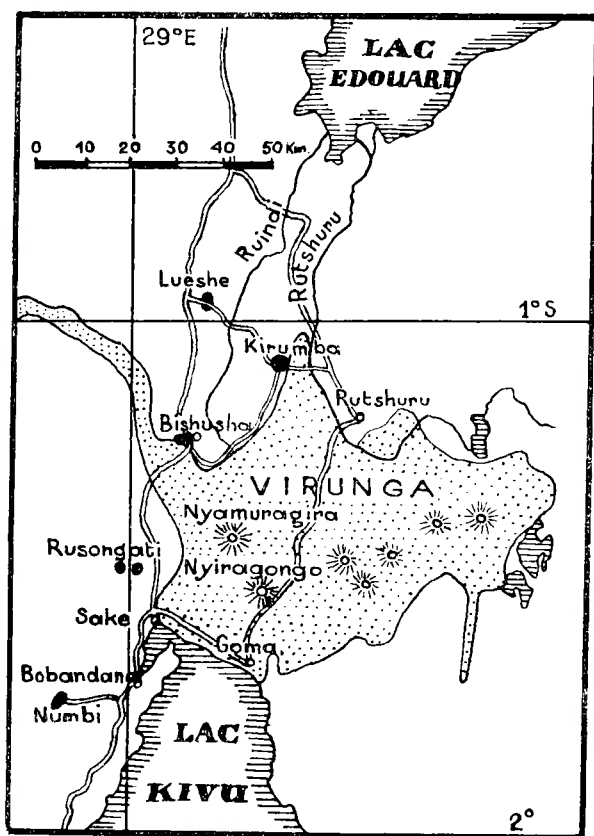 29°E
LAC
EDOUARD
0 10 20 30 40 50 Km.
Ruindi
Rutshuru
Lueshe
1°S
Kirumba
Rutshuru
Bishusha
VIRUNGA
Nyamuragira
Rusongati
Nyiragongo
Sake
Goma
Bobandana
Numbi
LAC
KIVU
2°